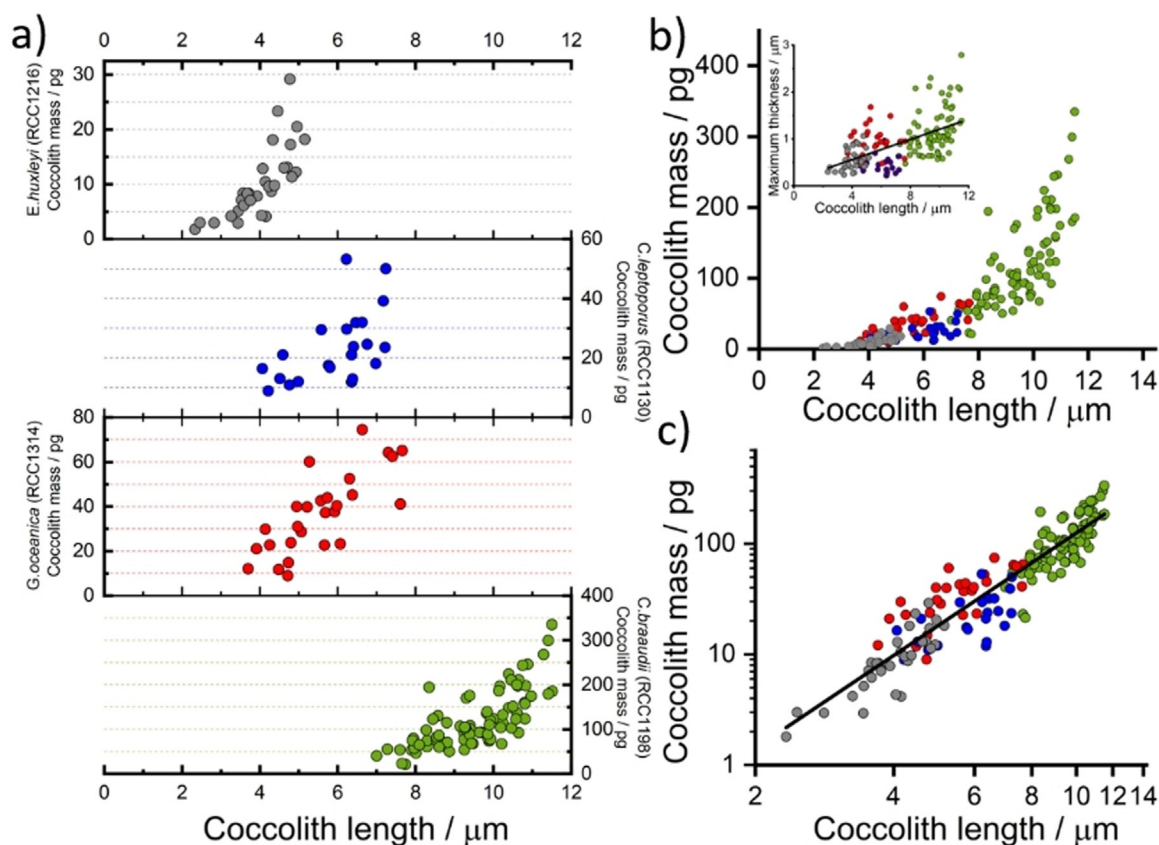 a)
0 2 4 6 8 10 12
E.huxleyi (RCC1216)
Coccolith mass / pg
30
20
10
0
60
40
20
0
C.leptoporus (RCC1130)
Coccolith mass / pg
G.oceanica (RCC1314)
Coccolith mass / pg
80
60
40
20
0
400
300
200
100
0
C.braaudii (RCC1198)
Coccolith mass / pg
0 2 4 6 8 10 12
Coccolith length / μm
b)
Coccolith mass / pg
400
300
200
100
0
Maximum thickness / μm
3
2
1
0
0 4 8 12
Coccolith length / μm
0 2 4 6 8 10 12 14
Coccolith length / μm
c)
Coccolith mass / pg
100
10
1
2 4 6 8 10 12 14
Coccolith length / μm